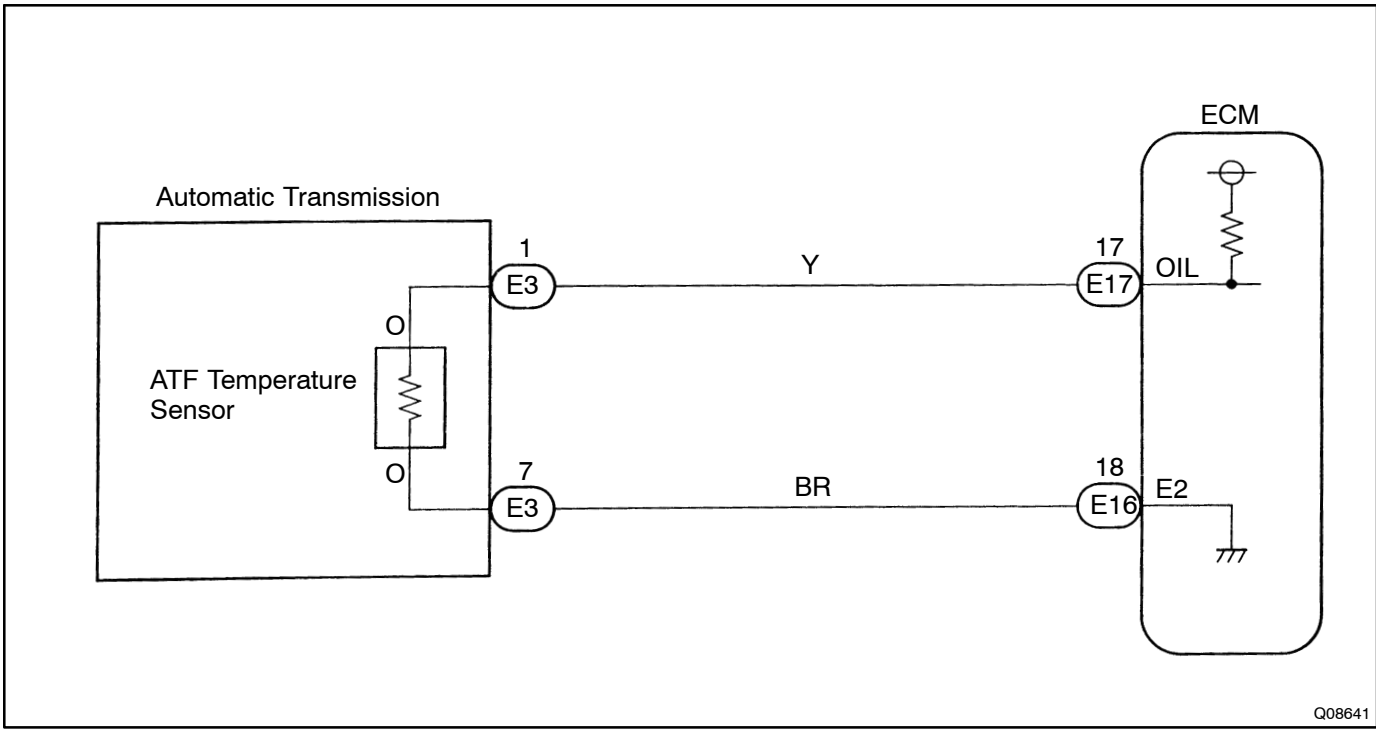 ECM
Automatic Transmission
1
E3
Y
17
E17
OIL
O
ATF Temperature
Sensor
O
7
E3
BR
18
E16
E2
Q08641